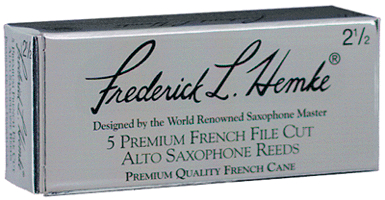 2½
Frederick L. Hemke®
Designed by the World Renowned Saxophone Master
5 PREMIUM FRENCH FILE CUT
ALTO SAXOPHONE REEDS
PREMIUM QUALITY FRENCH CANE